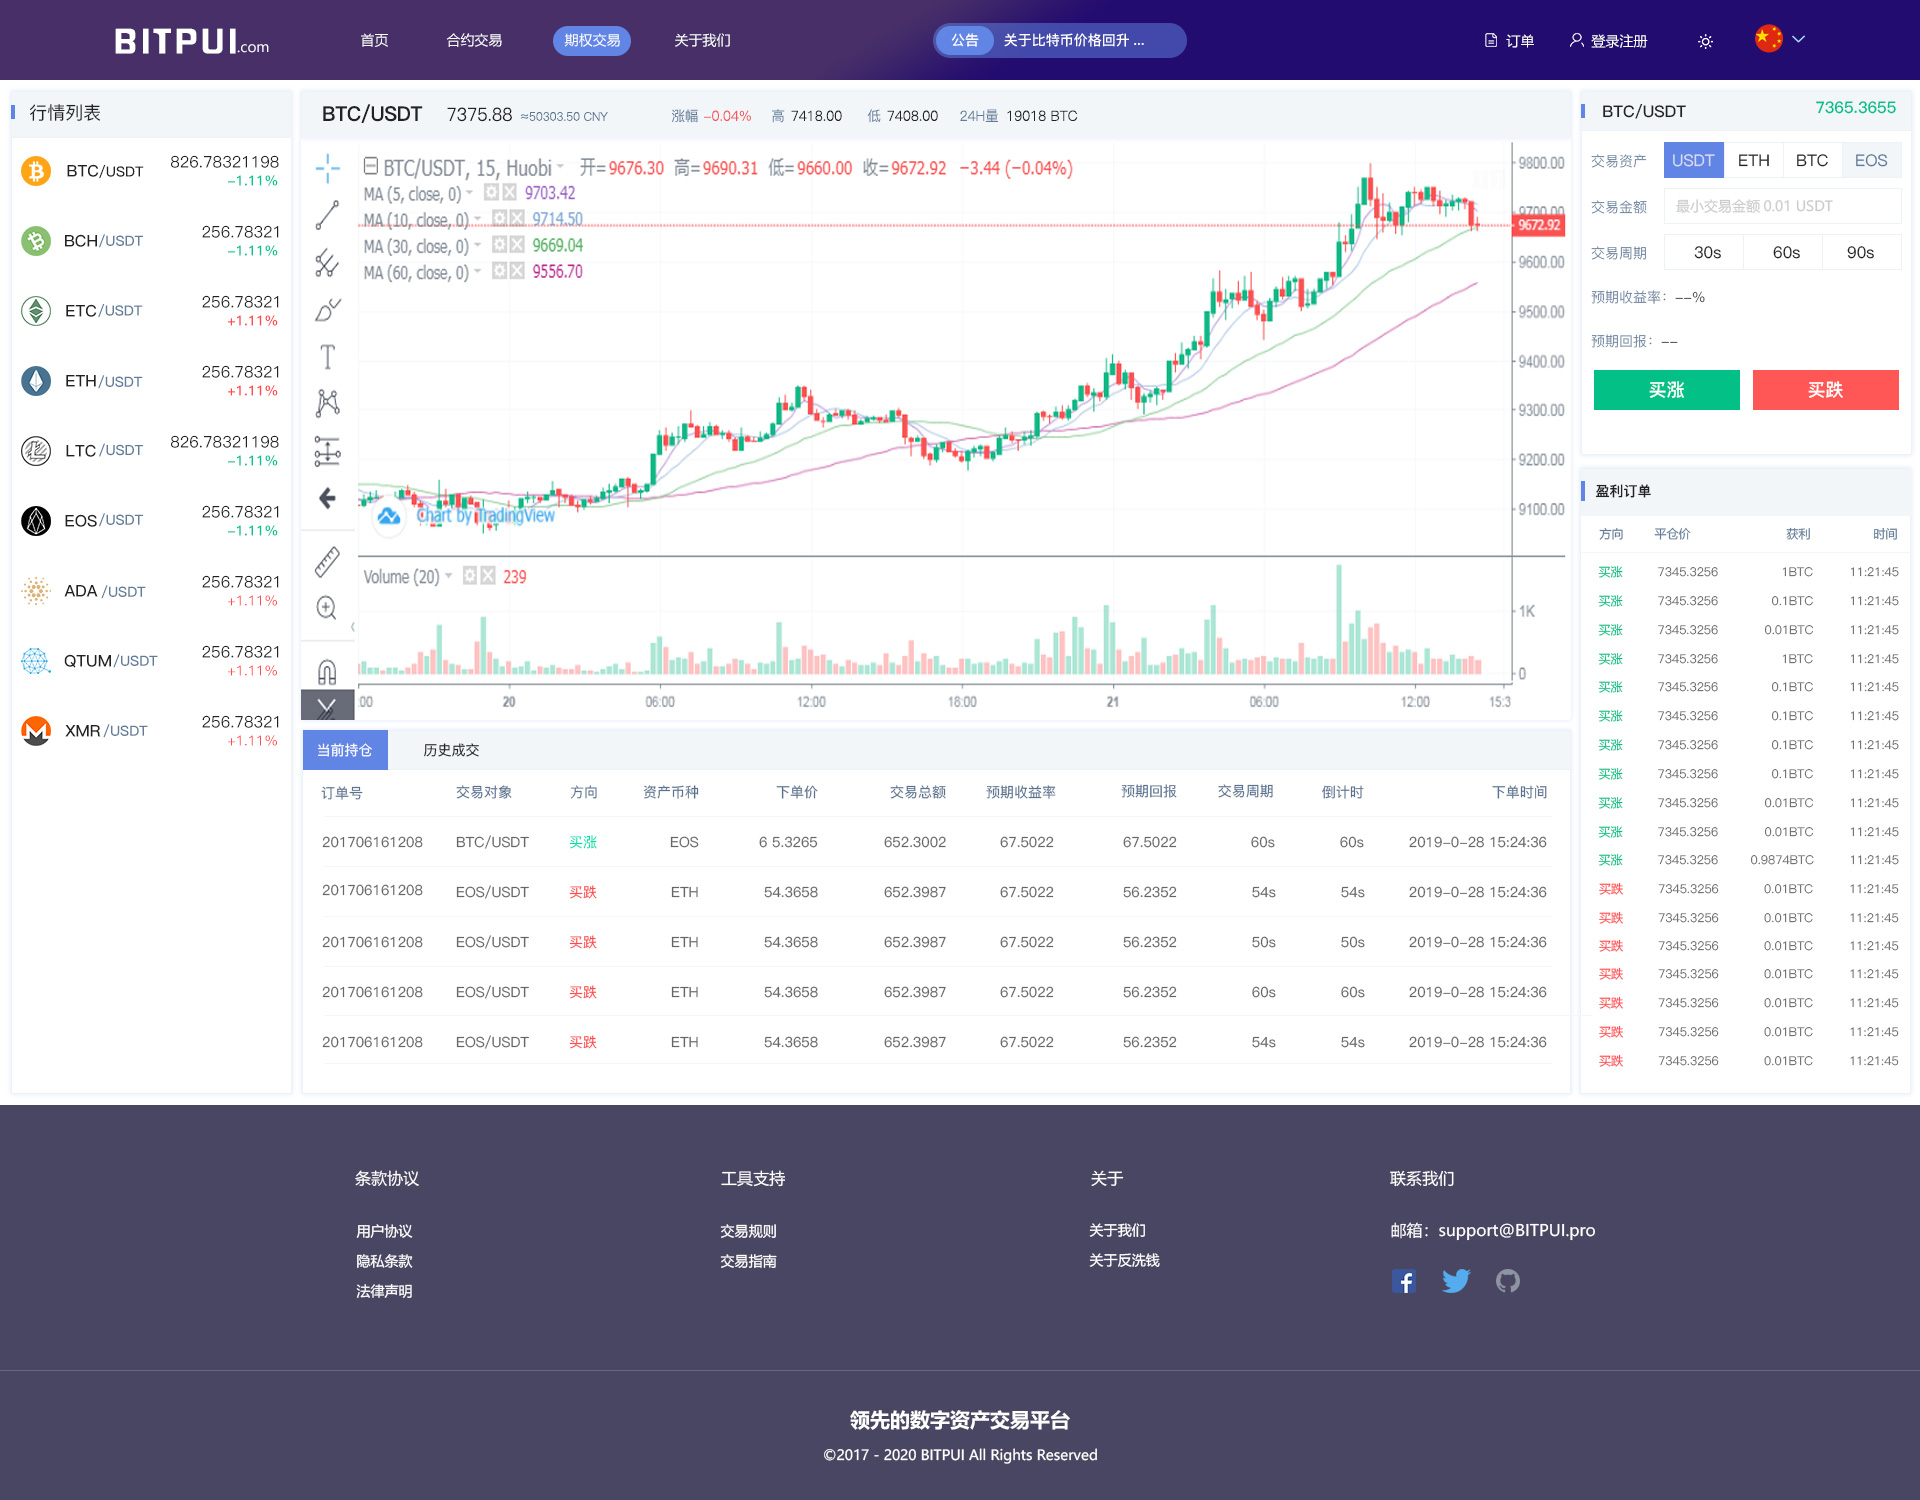 BITPUI.com 首页 合约交易 期权交易 关于我们 公告 关于比特币价格回升 ... 订单 登录注册
行情列表
BTC/USDT 826.78321198
-1.11%
BCH/USDT 256.78321
-1.11%
ETC/USDT 256.78321
+1.11%
ETH/USDT 256.78321
+1.11%
LTC/USDT 826.78321198
-1.11%
EOS/USDT 256.78321
-1.11%
ADA/USDT 256.78321
+1.11%
QTUM/USDT 256.78321
+1.11%
XMR/USDT 256.78321
+1.11%
BTC/USDT 7375.88 ≈50303.50 CNY 涨幅 -0.04% 高 7418.00 低 7408.00 24H量 19018 BTC
BTC/USDT, 15, Huobi 开=9676.30 高=9690.31 低=9660.00 收=9672.92 -3.44 (-0.04%)
MA (5, close, 0) 9703.42
MA (10, close, 0) 9714.50
MA (30, close, 0) 9669.04
MA (60, close, 0) 9556.70
9800.00
9700.00
9672.92
9600.00
9500.00
9400.00
9300.00
9200.00
9100.00
Chart by TradingView
Volume (20) 239
1K
0
:00 20 06:00 12:00 18:00 21 06:00 12:00 15:3
当前持仓 历史成交
订单号 交易对象 方向 资产币种 下单价 交易总额 预期收益率 预期回报 交易周期 倒计时 下单时间
201706161208 BTC/USDT 买涨 EOS 6 5.3265 652.3002 67.5022 67.5022 60s 60s 2019-0-28 15:24:36
201706161208 EOS/USDT 买跌 ETH 54.3658 652.3987 67.5022 56.2352 54s 54s 2019-0-28 15:24:36
201706161208 EOS/USDT 买跌 ETH 54.3658 652.3987 67.5022 56.2352 50s 50s 2019-0-28 15:24:36
201706161208 EOS/USDT 买跌 ETH 54.3658 652.3987 67.5022 56.2352 60s 60s 2019-0-28 15:24:36
201706161208 EOS/USDT 买跌 ETH 54.3658 652.3987 67.5022 56.2352 54s 54s 2019-0-28 15:24:36
BTC/USDT 7365.3655
交易资产 USDT ETH BTC EOS
交易金额 最小交易金额 0.01 USDT
交易周期 30s 60s 90s
预期收益率：--%
预期回报：--
买涨 买跌
盈利订单
方向 平仓价 获利 时间
买涨 7345.3256 1BTC 11:21:45
买涨 7345.3256 0.1BTC 11:21:45
买涨 7345.3256 0.01BTC 11:21:45
买涨 7345.3256 1BTC 11:21:45
买涨 7345.3256 0.1BTC 11:21:45
买涨 7345.3256 0.1BTC 11:21:45
买涨 7345.3256 0.1BTC 11:21:45
买涨 7345.3256 0.1BTC 11:21:45
买涨 7345.3256 0.01BTC 11:21:45
买涨 7345.3256 0.01BTC 11:21:45
买涨 7345.3256 0.9874BTC 11:21:45
买跌 7345.3256 0.01BTC 11:21:45
买跌 7345.3256 0.01BTC 11:21:45
买跌 7345.3256 0.01BTC 11:21:45
买跌 7345.3256 0.01BTC 11:21:45
买跌 7345.3256 0.01BTC 11:21:45
买跌 7345.3256 0.01BTC 11:21:45
买跌 7345.3256 0.01BTC 11:21:45
条款协议
用户协议
隐私条款
法律声明
工具支持
交易规则
交易指南
关于
关于我们
关于反洗钱
联系我们
邮箱：support@BITPUI.pro
领先的数字资产交易平台
©2017 - 2020 BITPUI All Rights Reserved